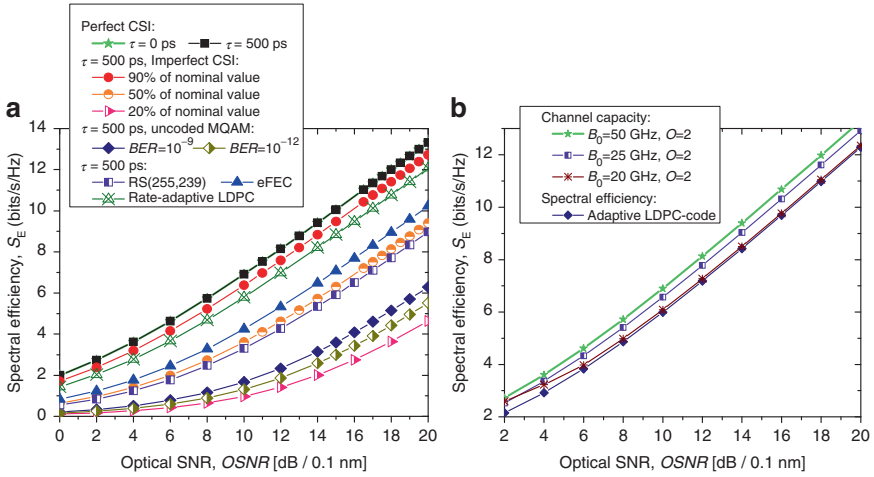 a
Perfect CSI:
τ = 0 ps τ = 500 ps
τ = 500 ps, Imperfect CSI:
90% of nominal value
50% of nominal value
20% of nominal value
τ = 500 ps, uncoded MQAM:
BER=10⁻⁹ BER=10⁻¹²
τ = 500 ps:
RS(255,239) eFEC
Rate-adaptive LDPC
Spectral efficiency, S_E (bits/s/Hz)
14
12
10
8
6
4
2
0
0 2 4 6 8 10 12 14 16 18 20
Optical SNR, OSNR [dB / 0.1 nm]
b
Channel capacity:
B₀=50 GHz, O=2
B₀=25 GHz, O=2
B₀=20 GHz, O=2
Spectral efficiency:
Adaptive LDPC-code
Spectral efficiency, S_E (bits/s/Hz)
12
10
8
6
4
2
2 4 6 8 10 12 14 16 18 20
Optical SNR, OSNR [dB / 0.1 nm]